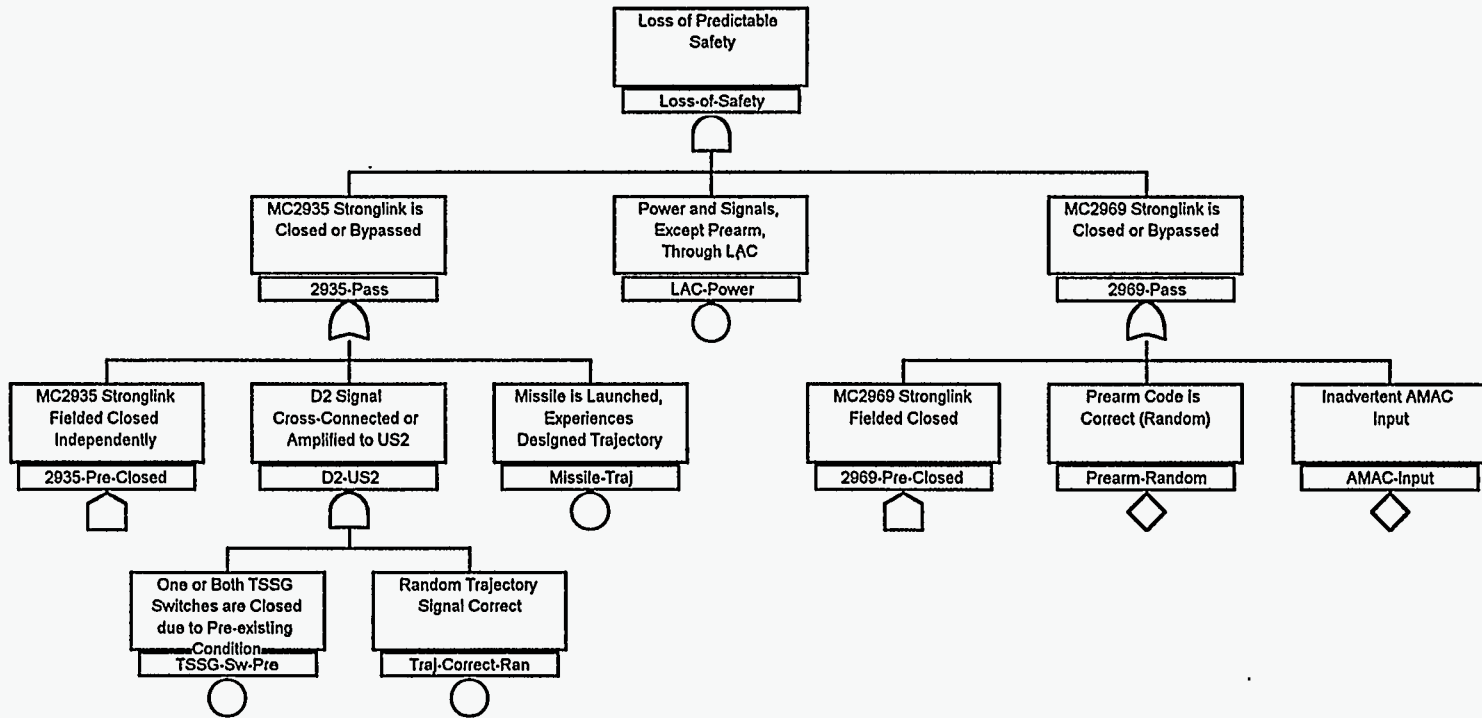 Loss of Predictable
Safety
Loss-of-Safety
MC2935 Stronglink is
Closed or Bypassed
2935-Pass
Power and Signals,
Except Prearm,
Through LAC
LAC-Power
MC2969 Stronglink is
Closed or Bypassed
2969-Pass
MC2935 Stronglink
Fielded Closed
Independently
2935-Pre-Closed
D2 Signal
Cross-Connected or
Amplified to US2
D2-US2
Missile is Launched,
Experiences
Designed Trajectory
Missile-Traj
MC2969 Stronglink
Fielded Closed
2969-Pre-Closed
Prearm Code is
Correct (Random)
Prearm-Random
Inadvertent AMAC
Input
AMAC-Input
One or Both TSSG
Switches are Closed
due to Pre-existing
Condition
TSSG-Sw-Pre
Random Trajectory
Signal Correct
Traj-Correct-Ran